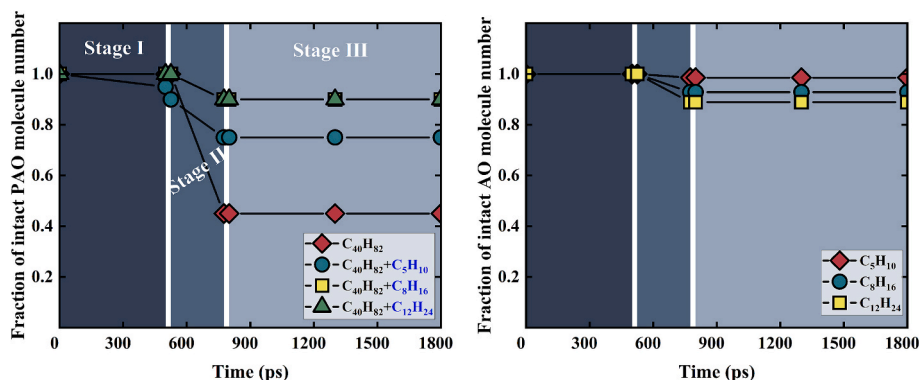 Fraction of intact PAO molecule number
Stage I
Stage II
Stage III
1.0
0.8
0.6
0.4
0.2
C₄₀H₈₂
C₄₀H₈₂+C₅H₁₀
C₄₀H₈₂+C₈H₁₆
C₄₀H₈₂+C₁₂H₂₄
0 300 600 900 1200 1500 1800
Time (ps)
Fraction of intact AO molecule number
1.0
0.8
0.6
0.4
0.2
C₅H₁₀
C₈H₁₆
C₁₂H₂₄
0 300 600 900 1200 1500 1800
Time (ps)